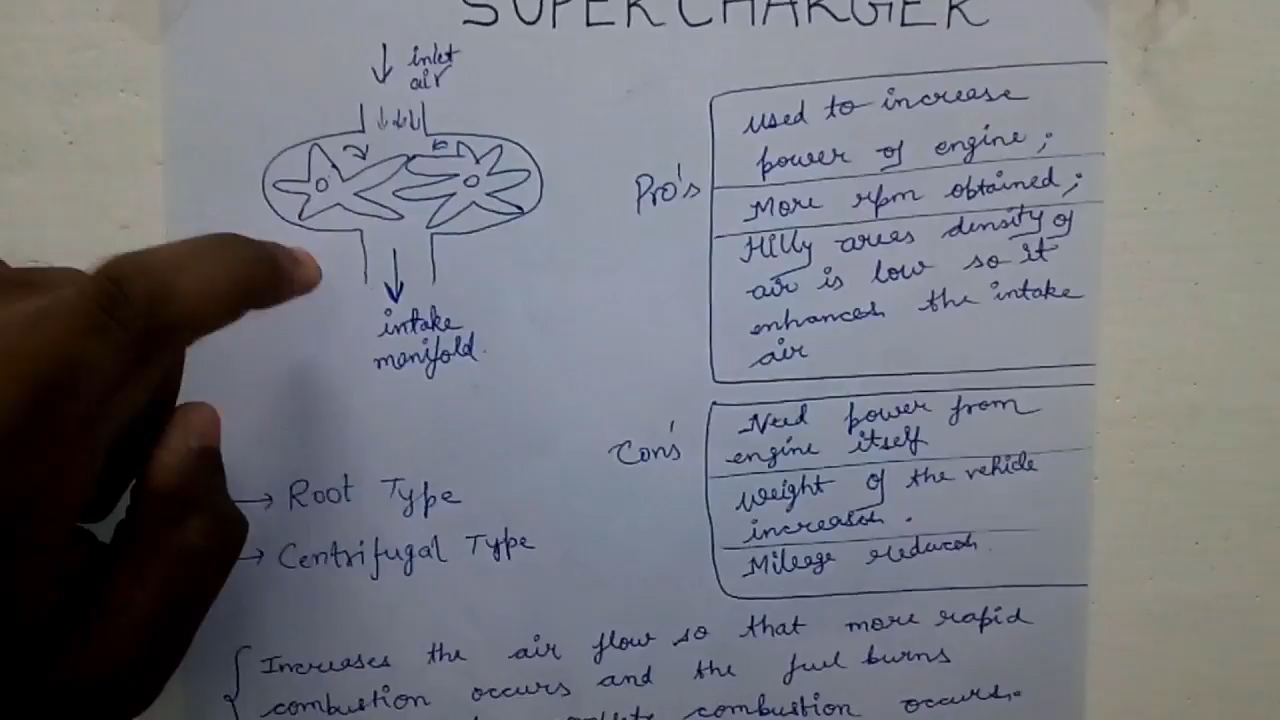 SUPER CHARGER
inlet
air
intake
manifold.
Pro's
used to increase
power of engine;
More rpm obtained;
Hilly areas density of
air is low so it
enhances the intake
air
Con's
Need power from
engine itself
Weight of the vehicle
increases.
Mileage reduces.
→ Root Type
→ Centrifugal Type
Increases the air flow so that more rapid
combustion occurs and the fuel burns
combustion occurs.